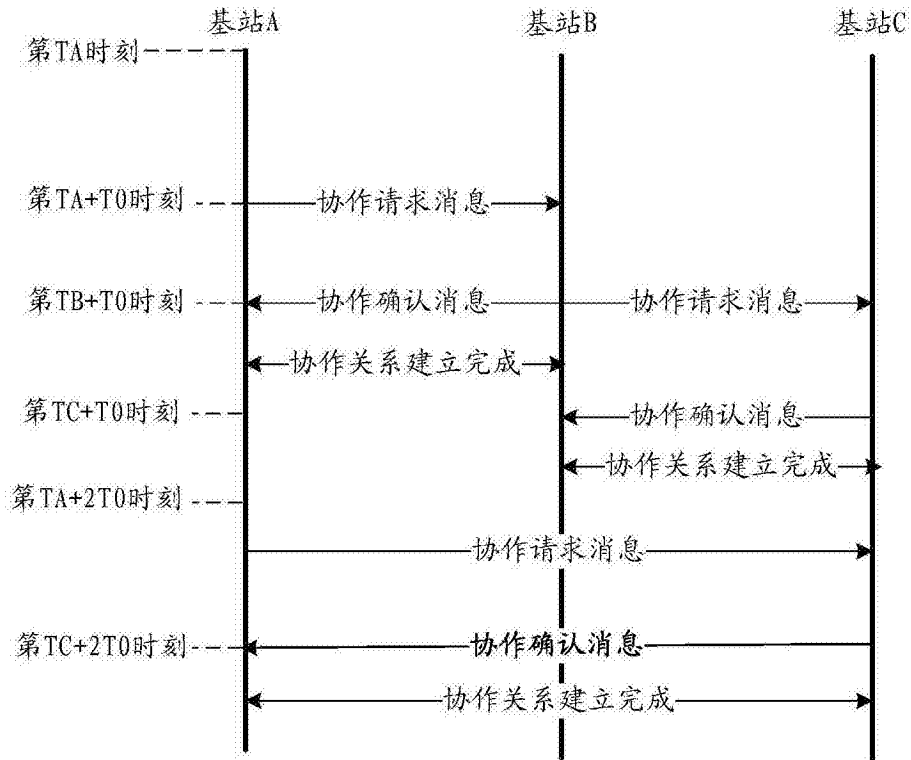 基站A 基站B 基站C
第TA时刻
第TA+T0时刻 协作请求消息
第TB+T0时刻 协作确认消息 协作请求消息
协作关系建立完成
第TC+T0时刻 协作确认消息
协作关系建立完成
第TA+2T0时刻
协作请求消息
第TC+2T0时刻 协作确认消息
协作关系建立完成